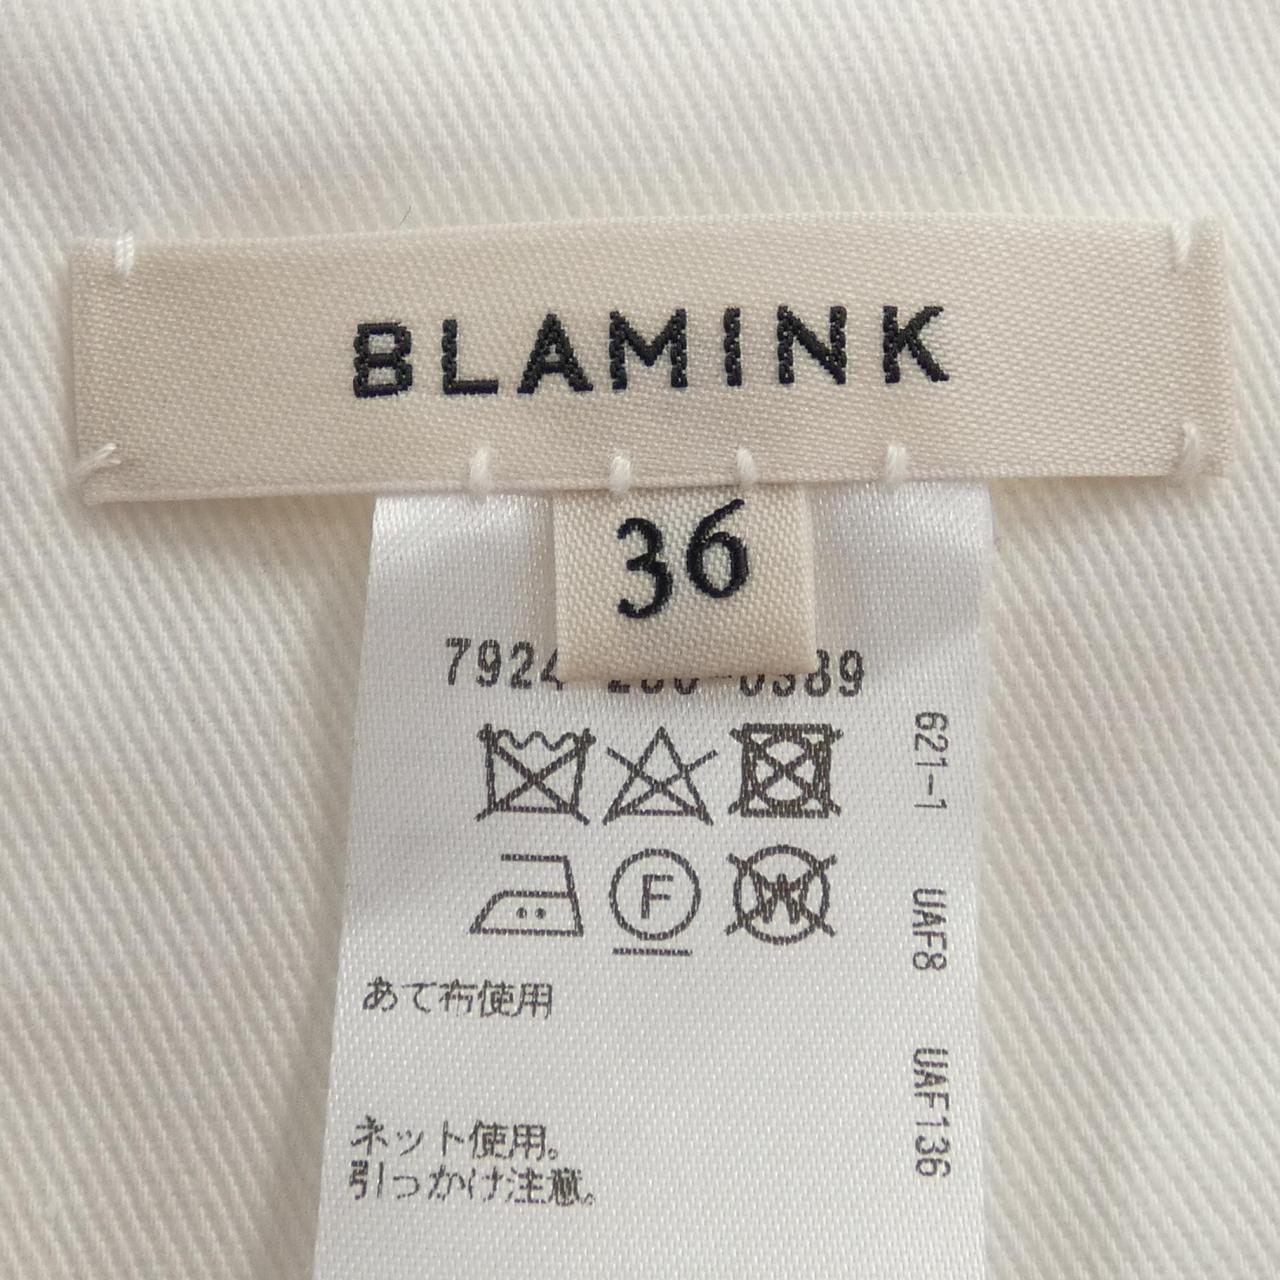 BLAMINK
36
7924
F
W
621-1 UAF8 UAF136
あて布使用
ネット使用。
引っかけ注意。